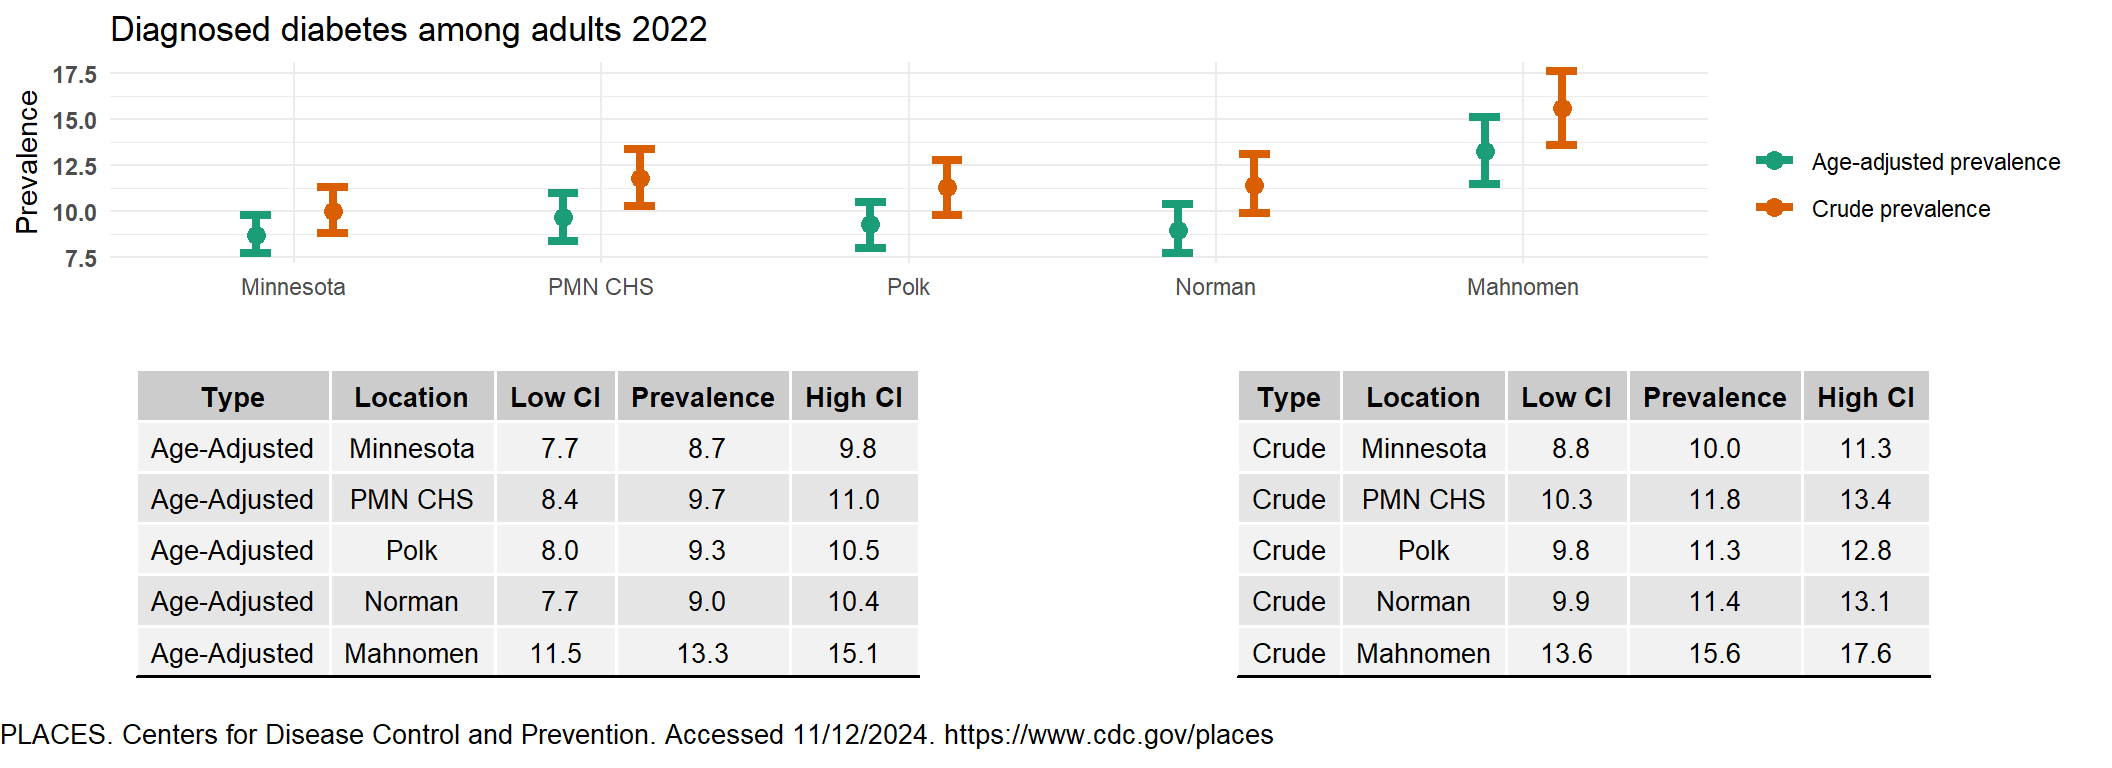 Diagnosed diabetes among adults 2022
Prevalence
17.5
15.0
12.5
10.0
7.5
Minnesota PMN CHS Polk Norman Mahnomen
Age-adjusted prevalence
Crude prevalence
Type Location Low CI Prevalence High CI
Age-Adjusted Minnesota 7.7 8.7 9.8
Age-Adjusted PMN CHS 8.4 9.7 11.0
Age-Adjusted Polk 8.0 9.3 10.5
Age-Adjusted Norman 7.7 9.0 10.4
Age-Adjusted Mahnomen 11.5 13.3 15.1
Type Location Low CI Prevalence High CI
Crude Minnesota 8.8 10.0 11.3
Crude PMN CHS 10.3 11.8 13.4
Crude Polk 9.8 11.3 12.8
Crude Norman 9.9 11.4 13.1
Crude Mahnomen 13.6 15.6 17.6
PLACES. Centers for Disease Control and Prevention. Accessed 11/12/2024. https://www.cdc.gov/places